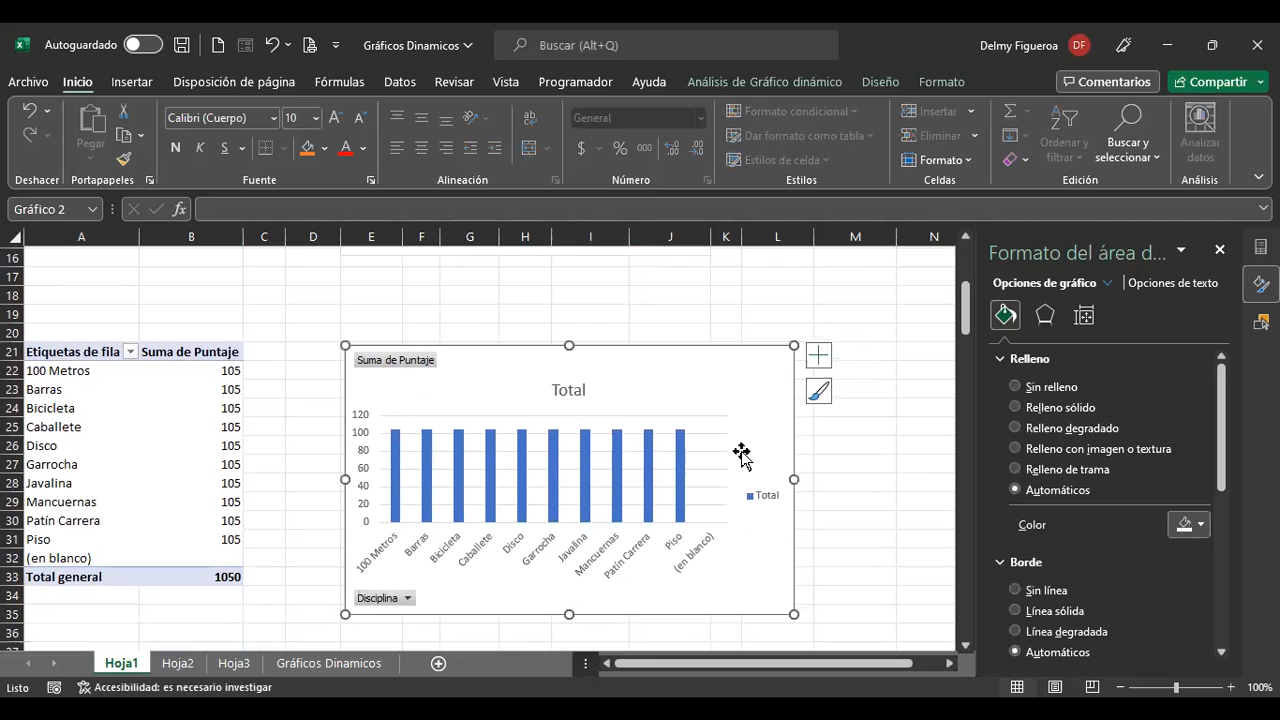 Autoguardado
Gráficos Dinamicos
Buscar (Alt+Q)
Delmy Figueroa
DF
Archivo Inicio Insertar Disposición de página Fórmulas Datos Revisar Vista Programador Ayuda Análisis de Gráfico dinámico Diseño Formato
Comentarios
Compartir
Pegar
Calibri (Cuerpo) 10
N K S
General
$ % 000
Formato condicional
Dar formato como tabla
Estilos de celda
Insertar
Eliminar
Formato
Ordenar y filtrar
Buscar y seleccionar
Analizar datos
Deshacer Portapapeles Fuente Alineación Número Estilos Celdas Edición Análisis
Gráfico 2
fx
A B C D E F G H I J K L M N
16
17
18
19
20
21 Etiquetas de fila Suma de Puntaje
22 100 Metros 105
23 Barras 105
24 Bicicleta 105
25 Caballete 105
26 Disco 105
27 Garrocha 105
28 Javalina 105
29 Mancuernas 105
30 Patín Carrera 105
31 Piso 105
32 (en blanco)
33 Total general 1050
34
35
36
Suma de Puntaje
Total
120
100
80
60
40
20
0
100 Metros
Barras
Bicicleta
Caballete
Disco
Garrocha
Javalina
Mancuernas
Patín Carrera
Piso
(en blanco)
Total
Disciplina
Formato del área d...
Opciones de gráfico
Opciones de texto
Relleno
Sin relleno
Relleno sólido
Relleno degradado
Relleno con imagen o textura
Relleno de trama
Automáticos
Color
Borde
Sin línea
Línea sólida
Línea degradada
Automáticos
Hoja1 Hoja2 Hoja3 Gráficos Dinamicos
Listo
Accesibilidad: es necesario investigar
100%